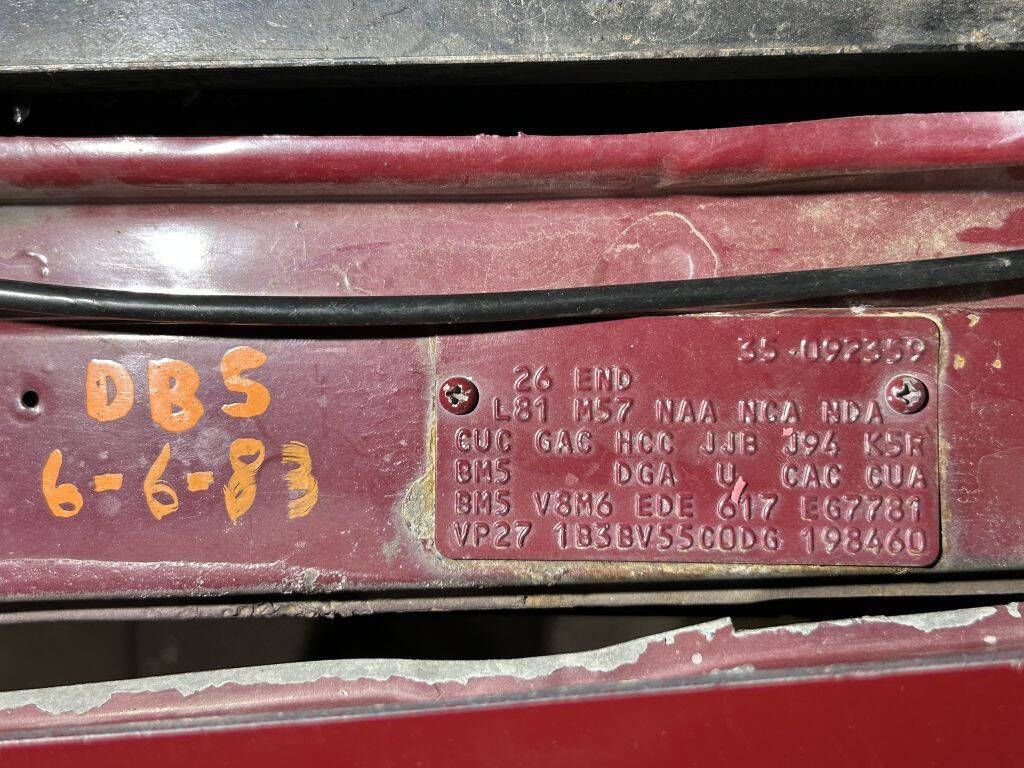 DBS
6-6-83
35-092359
26 END
L81 M57 NAA NCA NDA
CUC GAC HCC JJB J94 K5R
BM5 DGA U CAC CUA
BM5 V8M6 EDE 617 EG7781
VP27 1B3BV55C0DG 198460